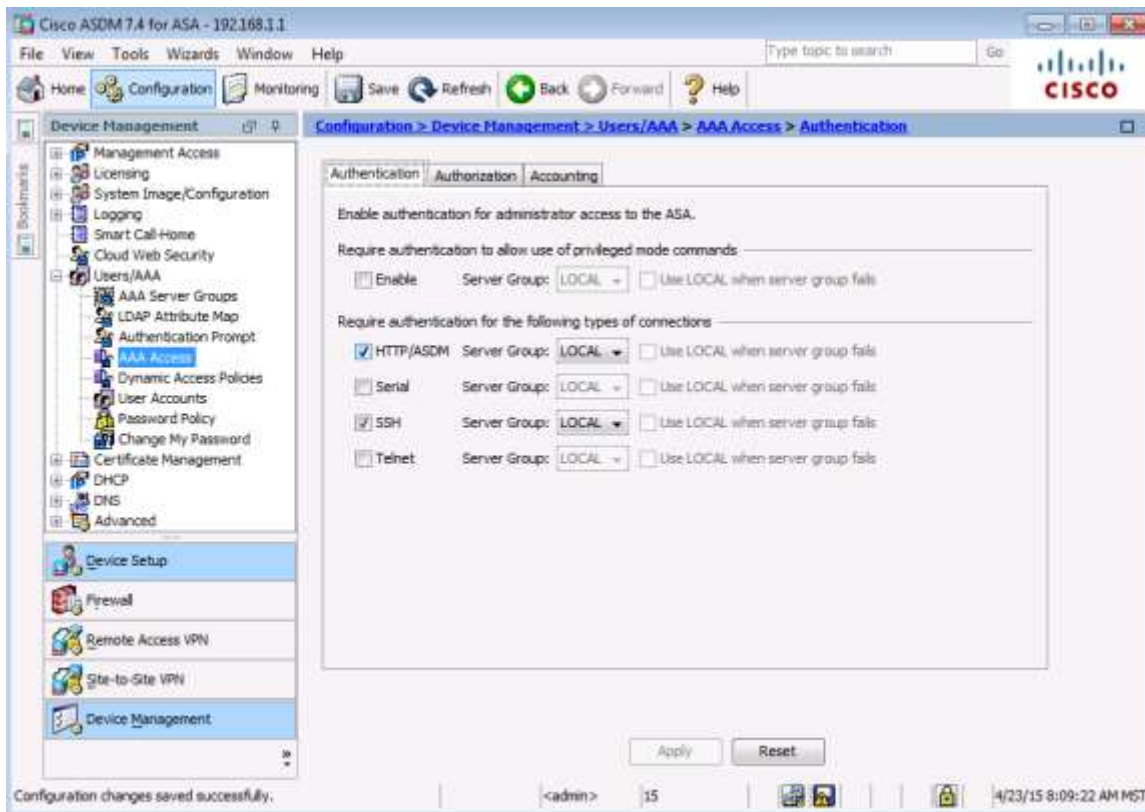 Cisco ASDM 7.4 for ASA - 192.168.1.1
File View Tools Wizards Window Help
Type topic to search Go
Home Configuration Monitoring Save Refresh Back Forward Help
CISCO
Bookmarks
Device Management
Management Access
Licensing
System Image/Configuration
Logging
Smart Call-Home
Cloud Web Security
Users/AAA
AAA Server Groups
LDAP Attribute Map
Authentication Prompt
AAA Access
Dynamic Access Policies
User Accounts
Password Policy
Change My Password
Certificate Management
DHCP
DNS
Advanced
Device Setup
Firewall
Remote Access VPN
Site-to-Site VPN
Device Management
Configuration > Device Management > Users/AAA > AAA Access > Authentication
Authentication Authorization Accounting
Enable authentication for administrator access to the ASA.
Require authentication to allow use of privileged mode commands
Enable Server Group: LOCAL Use LOCAL when server group fails
Require authentication for the following types of connections
HTTP/ASDM Server Group: LOCAL Use LOCAL when server group fails
Serial Server Group: LOCAL Use LOCAL when server group fails
SSH Server Group: LOCAL Use LOCAL when server group fails
Telnet Server Group: LOCAL Use LOCAL when server group fails
Apply Reset
Configuration changes saved successfully. <admin> 15 4/23/15 8:09:22 AM MST